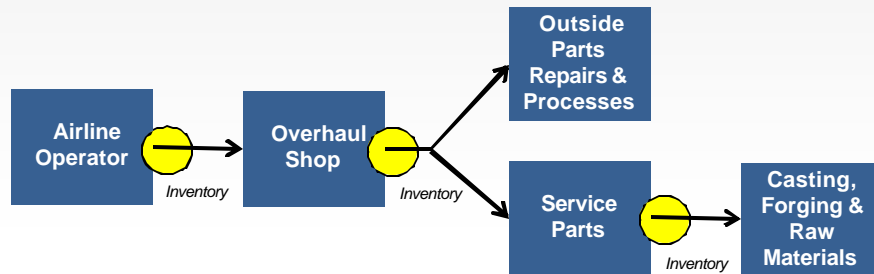 Airline
Operator
Inventory
Overhaul
Shop
Inventory
Outside
Parts
Repairs &
Processes
Service
Parts
Inventory
Casting,
Forging &
Raw
Materials